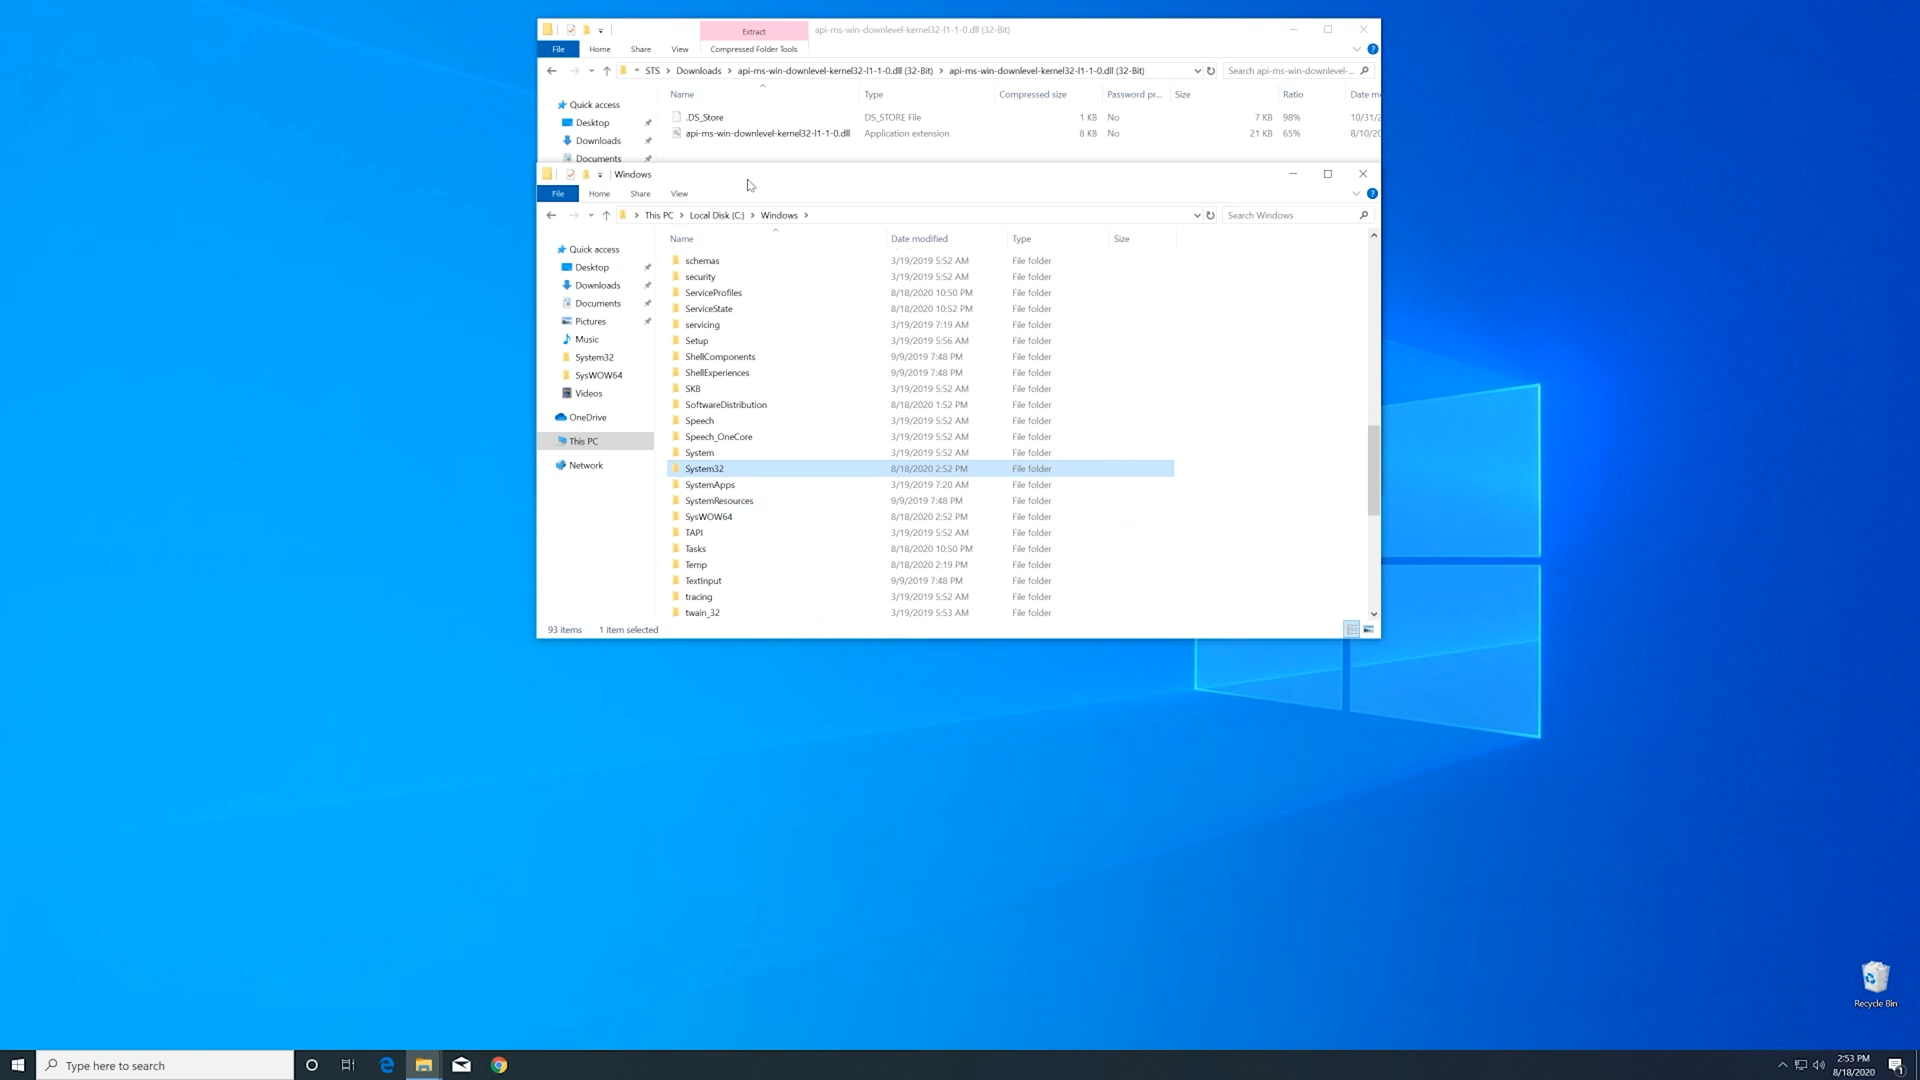 Extract
api-ms-win-downlevel-kernel32-l1-1-0.dll (32-Bit)
File Home Share View Compressed Folder Tools
STS Downloads api-ms-win-downlevel-kernel32-l1-1-0.dll (32-Bit) api-ms-win-downlevel-kernel32-l1-1-0.dll (32-Bit) Search api-ms-win-downlevel-...
Name Type Compressed size Password pr... Size Ratio Date m
Quick access
Desktop
Downloads
Documents
.DS_Store DS_STORE File 1 KB No 7 KB 98% 10/31/2
api-ms-win-downlevel-kernel32-l1-1-0.dll Application extension 8 KB No 21 KB 65% 8/10/20
Windows
File Home Share View
This PC Local Disk (C:) Windows Search Windows
Name Date modified Type Size
Quick access
Desktop
Downloads
Documents
Pictures
Music
System32
SysWOW64
Videos
OneDrive
This PC
Network
schemas 3/19/2019 5:52 AM File folder
security 3/19/2019 5:52 AM File folder
ServiceProfiles 8/18/2020 10:50 PM File folder
ServiceState 8/18/2020 10:52 PM File folder
servicing 3/19/2019 7:19 AM File folder
Setup 3/19/2019 5:56 AM File folder
ShellComponents 9/9/2019 7:48 PM File folder
ShellExperiences 9/9/2019 7:48 PM File folder
SKB 3/19/2019 5:52 AM File folder
SoftwareDistribution 8/18/2020 1:52 PM File folder
Speech 3/19/2019 5:52 AM File folder
Speech_OneCore 3/19/2019 5:52 AM File folder
System 3/19/2019 5:52 AM File folder
System32 8/18/2020 2:52 PM File folder
SystemApps 3/19/2019 7:20 AM File folder
SystemResources 9/9/2019 7:48 PM File folder
SysWOW64 8/18/2020 2:52 PM File folder
TAPI 3/19/2019 5:52 AM File folder
Tasks 8/18/2020 10:50 PM File folder
Temp 8/18/2020 2:19 PM File folder
TextInput 9/9/2019 7:48 PM File folder
tracing 3/19/2019 5:52 AM File folder
twain_32 3/19/2019 5:53 AM File folder
93 items 1 item selected
Recycle Bin
Type here to search
2:53 PM
8/18/2020
1